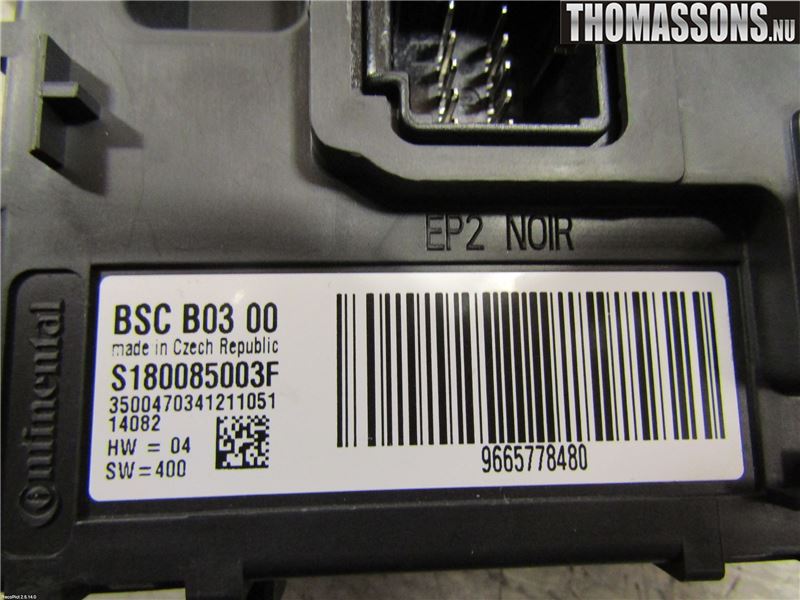 THOMASSONS.NU
EP2 NOIR
Continental
BSC B03 00
made in Czech Republic
S180085003F
3500470341211051
14082
HW = 04
SW=400
9665778480